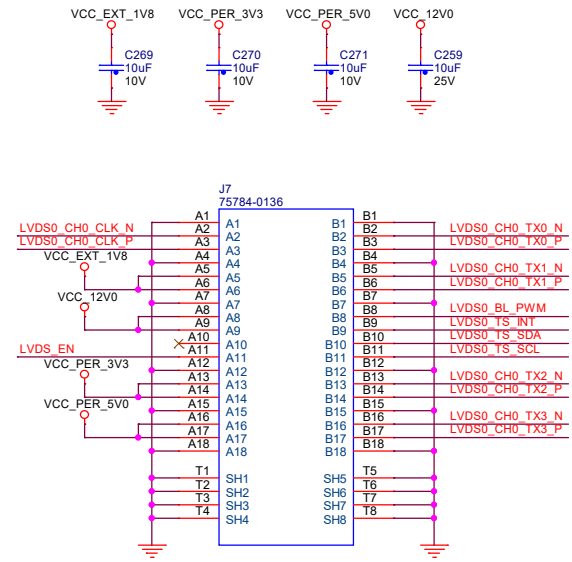 VCC_EXT_1V8 VCC_PER_3V3 VCC_PER_5V0 VCC_12V0
C269 C270 C271 C259
10uF 10uF 10uF 10uF
10V 10V 10V 25V
J7
75784-0136
A1 A1 B1 B1
LVDS0_CH0_CLK_N A2 A2 B2 B2 LVDS0_CH0_TX0_N
LVDS0_CH0_CLK_P A3 A3 B3 B3 LVDS0_CH0_TX0_P
VCC_EXT_1V8 A4 A4 B4 B4
A5 A5 B5 B5 LVDS0_CH0_TX1_N
A6 A6 B6 B6 LVDS0_CH0_TX1_P
VCC_12V0 A7 A7 B7 B7
A8 A8 B8 B8 LVDS0_BL_PWM
A9 A9 B9 B9 LVDS0_TS_INT
A10 A10 B10 B10 LVDS0_TS_SDA
LVDS_EN A11 A11 B11 B11 LVDS0_TS_SCL
VCC_PER_3V3 A12 A12 B12 B12
A13 A13 B13 B13 LVDS0_CH0_TX2_N
A14 A14 B14 B14 LVDS0_CH0_TX2_P
VCC_PER_5V0 A15 A15 B15 B15
A16 A16 B16 B16 LVDS0_CH0_TX3_N
A17 A17 B17 B17 LVDS0_CH0_TX3_P
A18 A18 B18 B18
T1 SH1 SH5 T5
T2 SH2 SH6 T6
T3 SH3 SH7 T7
T4 SH4 SH8 T8